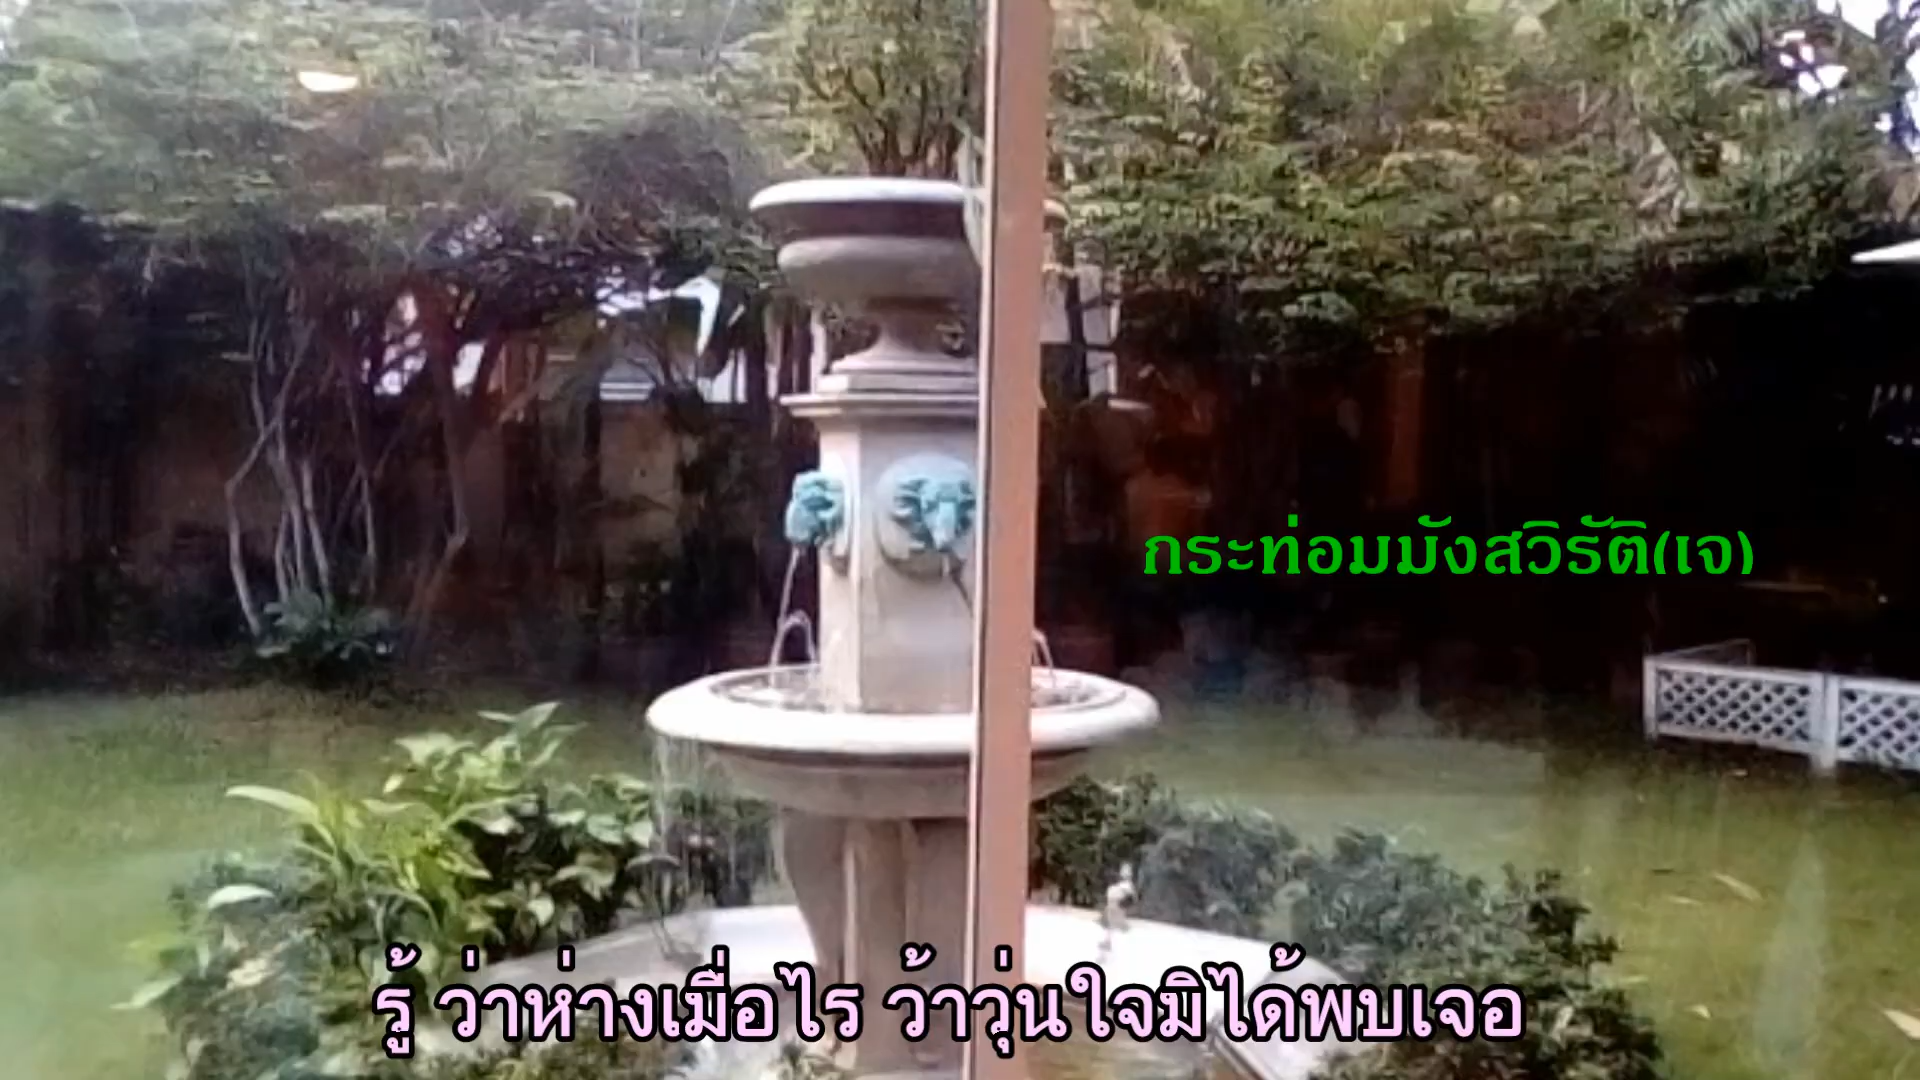 กระท่อมมังสวิรัติ(เจ)
รู้ ว่าห่างเมื่อไร ว้าวุ่นใจมิได้พบเจอ